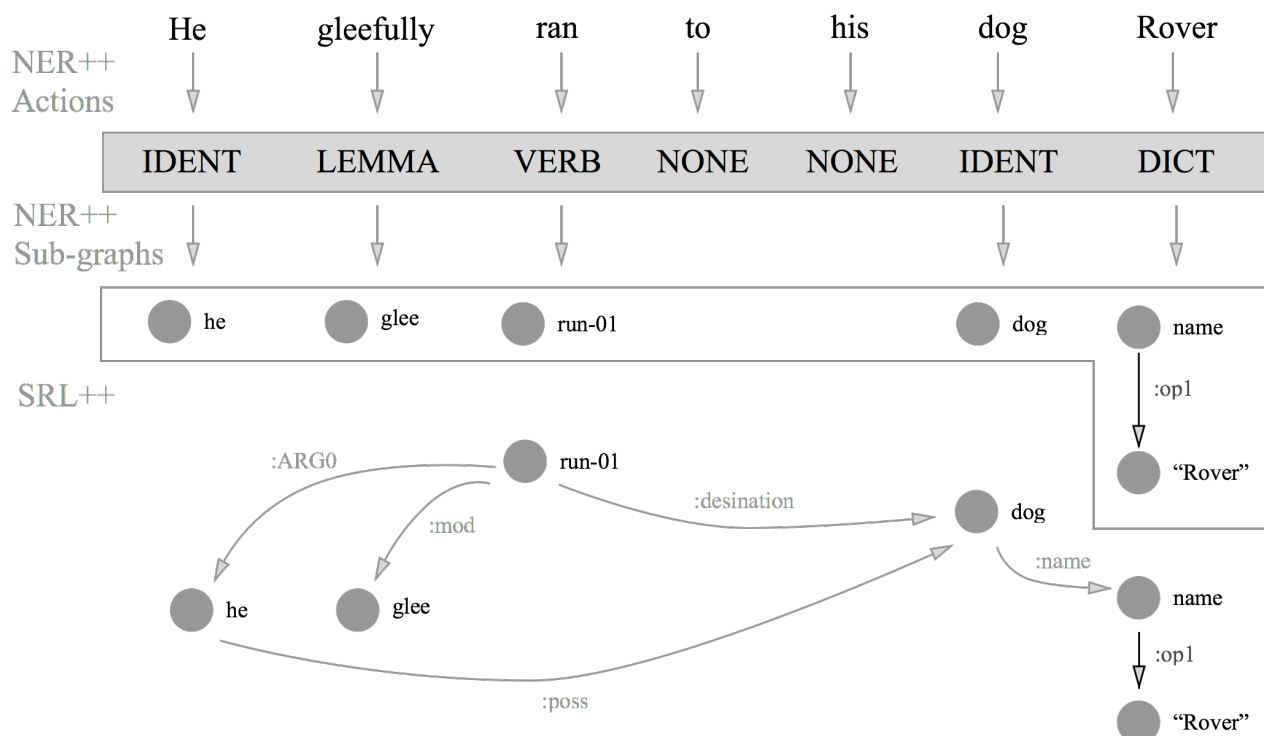 He gleefully ran to his dog Rover
NER++
Actions
IDENT LEMMA VERB NONE NONE IDENT DICT
NER++
Sub-graphs
he glee run-01 dog name
:op1
“Rover”
SRL++
:ARG0 run-01
:mod
:desination
dog
:name
he glee name
:op1
:poss
“Rover”